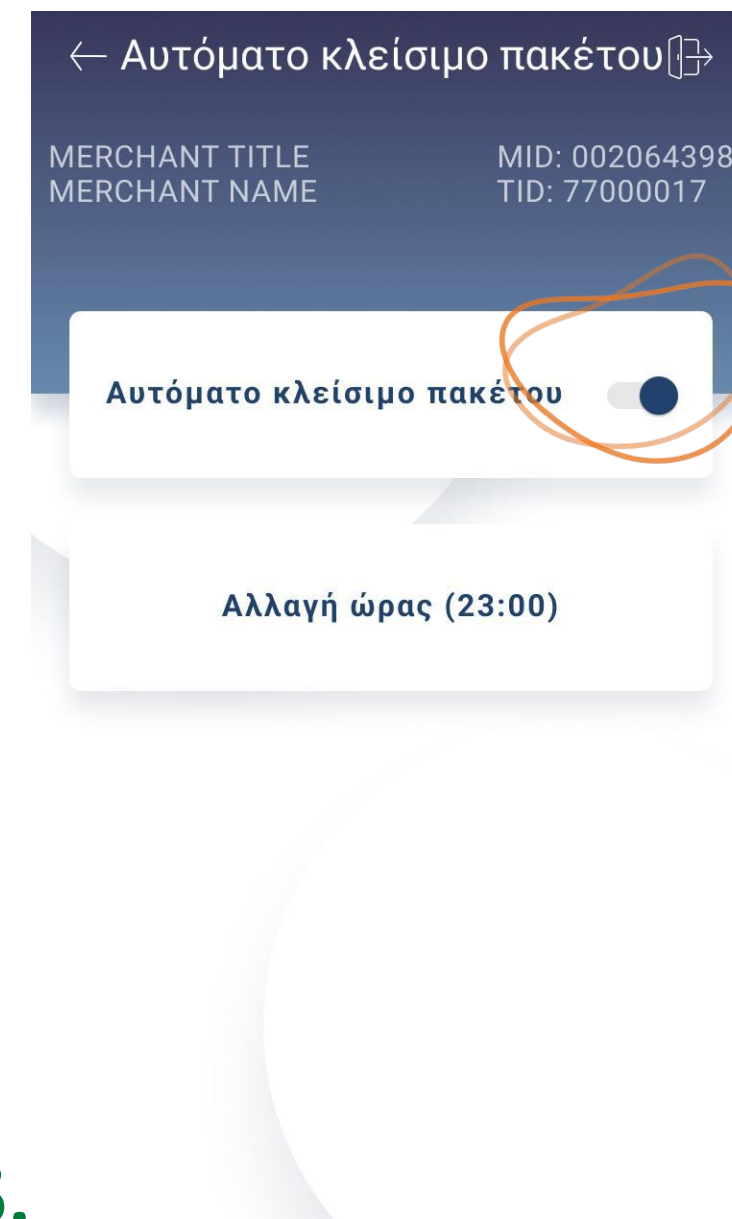 Αυτόματο κλείσιμο πακέτου
MERCHANT TITLE
MID: 002064398
MERCHANT NAME
TID: 77000017
Αυτόματο κλείσιμο πακέτου
Αλλαγή ώρας (23:00)